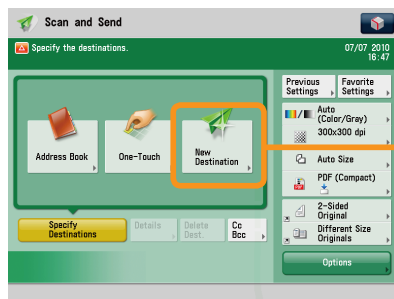 Scan and Send
Specify the destinations.
07/07 2010
16:47
Previous
Settings
Favorite
Settings
Address Book
One-Touch
New
Destination
Auto
(Color/Gray)
300x300 dpi
Auto Size
PDF (Compact)
2-Sided
Original
Different Size
Originals
Specify
Destinations
Details
Delete
Dest.
Cc
Bcc
Options